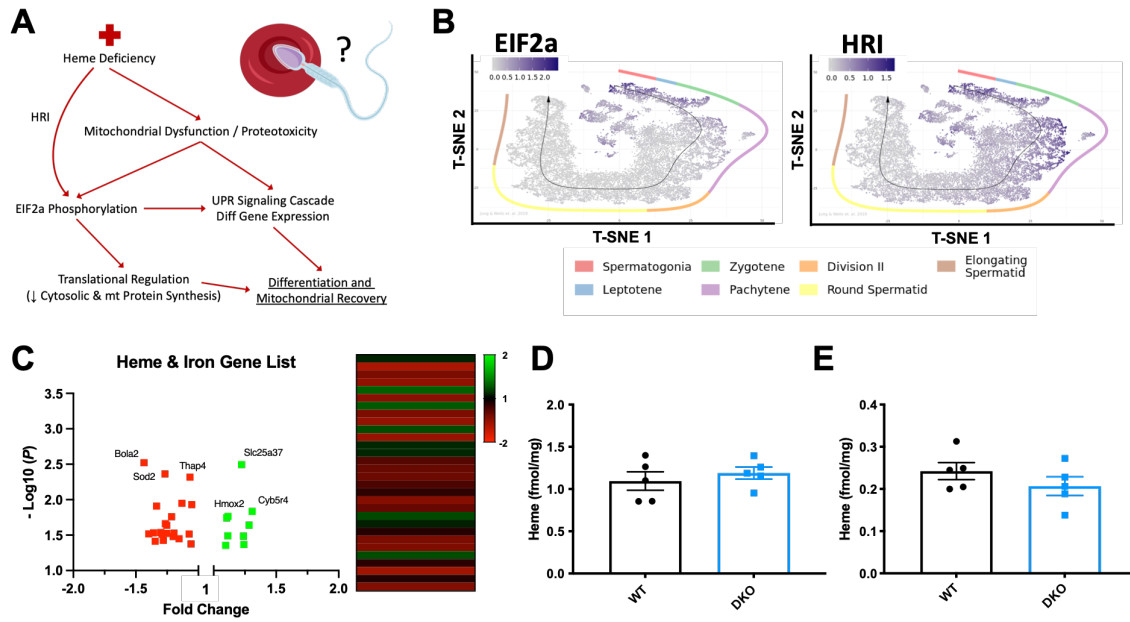 A
Heme Deficiency
?
HRI
Mitochondrial Dysfunction / Proteotoxicity
EIF2a Phosphorylation
UPR Signaling Cascade
Diff Gene Expression
Translational Regulation
(↓ Cytosolic & mt Protein Synthesis)
Differentiation and
Mitochondrial Recovery
B
EIF2a
0.0 0.5 1.0 1.5 2.0
T-SNE 2
T-SNE 1
HRI
0.0 0.5 1.0 1.5
T-SNE 2
T-SNE 1
Spermatogonia
Zygotene
Division II
Elongating
Spermatid
Leptotene
Pachytene
Round Spermatid
C
Heme & Iron Gene List
- Log10 (P)
3.5
3.0
2.5
2.0
1.5
1.0
-2.0
-1.5
1
1.5
2.0
Fold Change
Bola2
Sod2
Thap4
Slc25a37
Hmox2
Cyb5r4
2
1
0
-1
-2
D
Heme (fmol/mg)
2.0
1.5
1.0
0.5
0.0
WT
DKO
E
Heme (fmol/mg)
0.4
0.3
0.2
0.1
0.0
WT
DKO